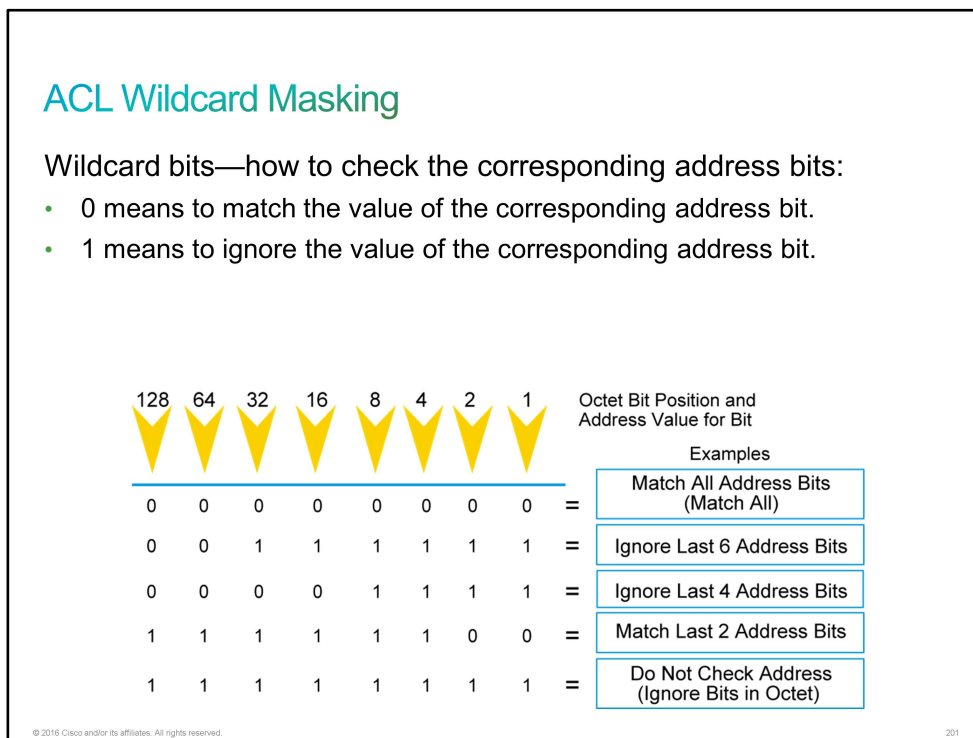 ACL Wildcard Masking
Wildcard bits—how to check the corresponding address bits:
• 0 means to match the value of the corresponding address bit.
• 1 means to ignore the value of the corresponding address bit.
128 64 32 16 8 4 2 1 Octet Bit Position and
Address Value for Bit
Examples
0 0 0 0 0 0 0 0 = Match All Address Bits
(Match All)
0 0 1 1 1 1 1 1 = Ignore Last 6 Address Bits
0 0 0 0 1 1 1 1 = Ignore Last 4 Address Bits
1 1 1 1 1 1 0 0 = Match Last 2 Address Bits
1 1 1 1 1 1 1 1 = Do Not Check Address
(Ignore Bits in Octet)
© 2016 Cisco and/or its affiliates. All rights reserved.
201